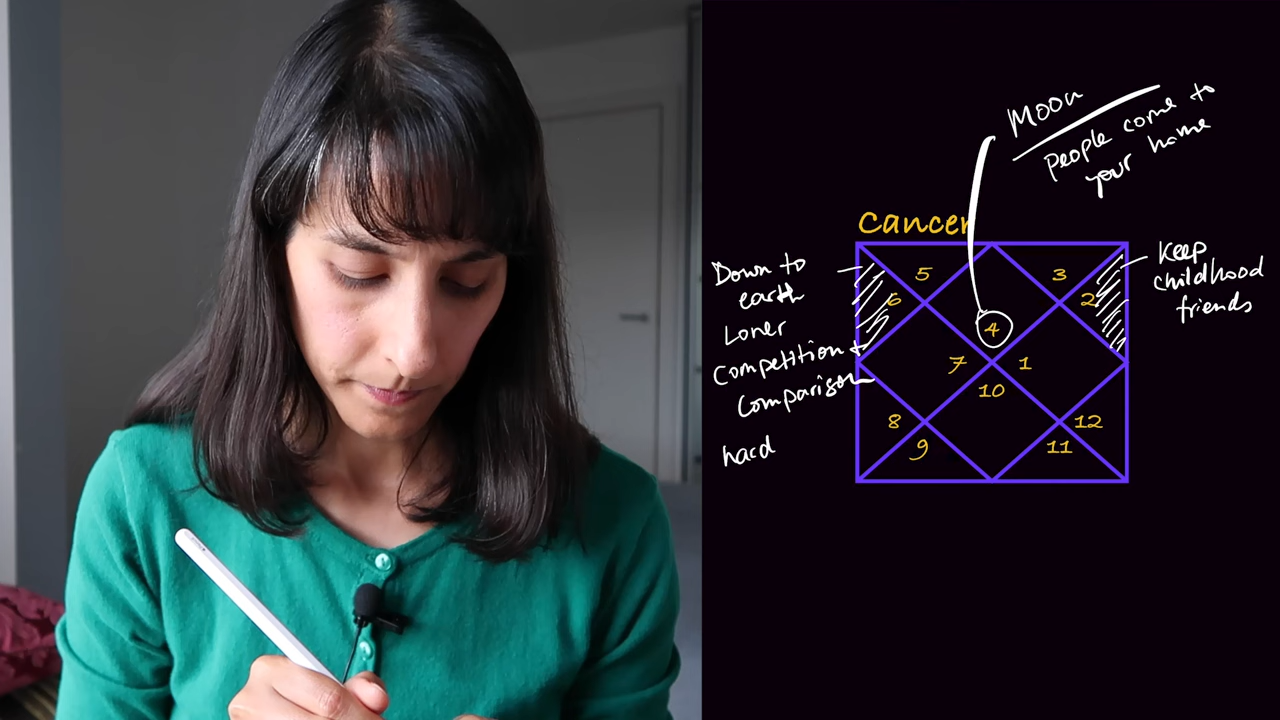 Moon
People come to
your home
Cancer
Down to
earth
Loner
Competition +
Comparison
hard
Keep
childhood
friends
5
3
6
2
4
7
1
10
8
12
9
11